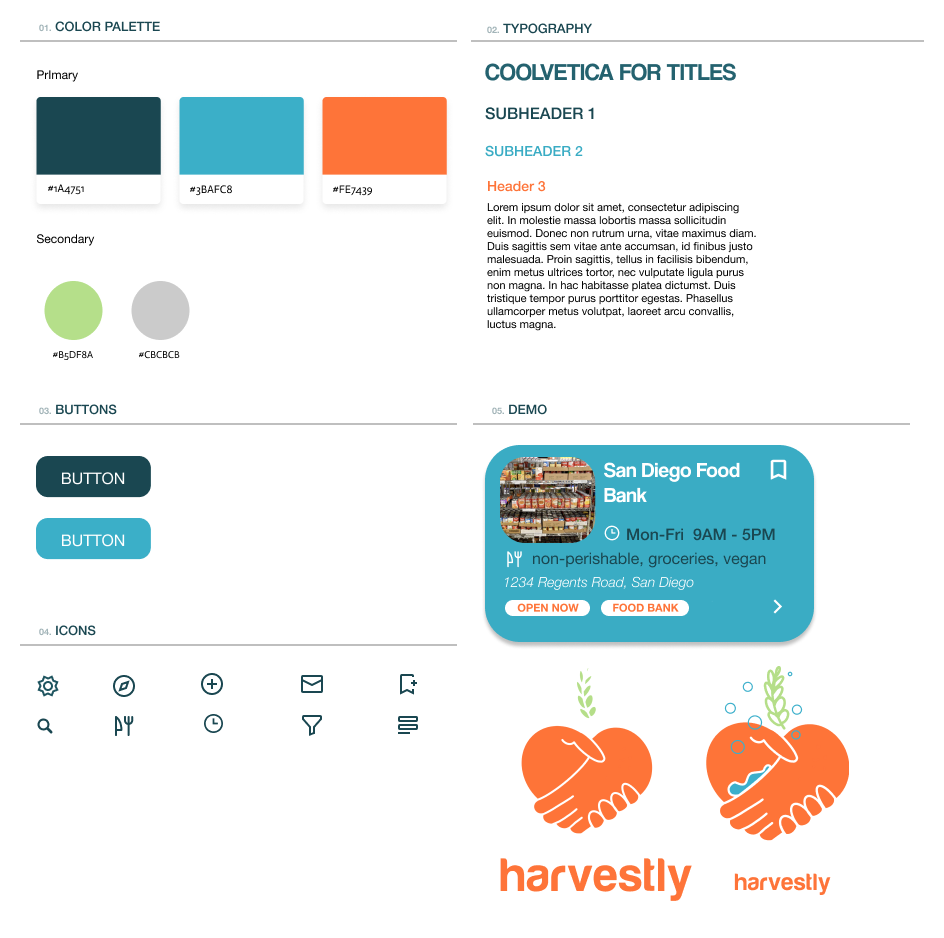 01. COLOR PALETTE
PrImary
#1A4751
#3BAFC8
#FE7439
Secondary
#B5DF8A
#CBCBCB
02. TYPOGRAPHY
COOLVETICA FOR TITLES
SUBHEADER 1
SUBHEADER 2
Header 3
Lorem ipsum dolor sit amet, consectetur adipiscing
elit. In molestie massa lobortis massa sollicitudin
euismod. Donec non rutrum urna, vitae maximus diam.
Duis sagittis sem vitae ante accumsan, id finibus justo
malesuada. Proin sagittis, tellus in facilisis bibendum,
enim metus ultrices tortor, nec vulputate ligula purus
non magna. In hac habitasse platea dictumst. Duis
tristique tempor purus porttitor egestas. Phasellus
ullamcorper metus volutpat, laoreet arcu convallis,
luctus magna.
03. BUTTONS
BUTTON
BUTTON
04. ICONS
05. DEMO
San Diego Food
Bank
Mon-Fri 9AM - 5PM
non-perishable, groceries, vegan
1234 Regents Road, San Diego
OPEN NOW
FOOD BANK
harvestly
harvestly